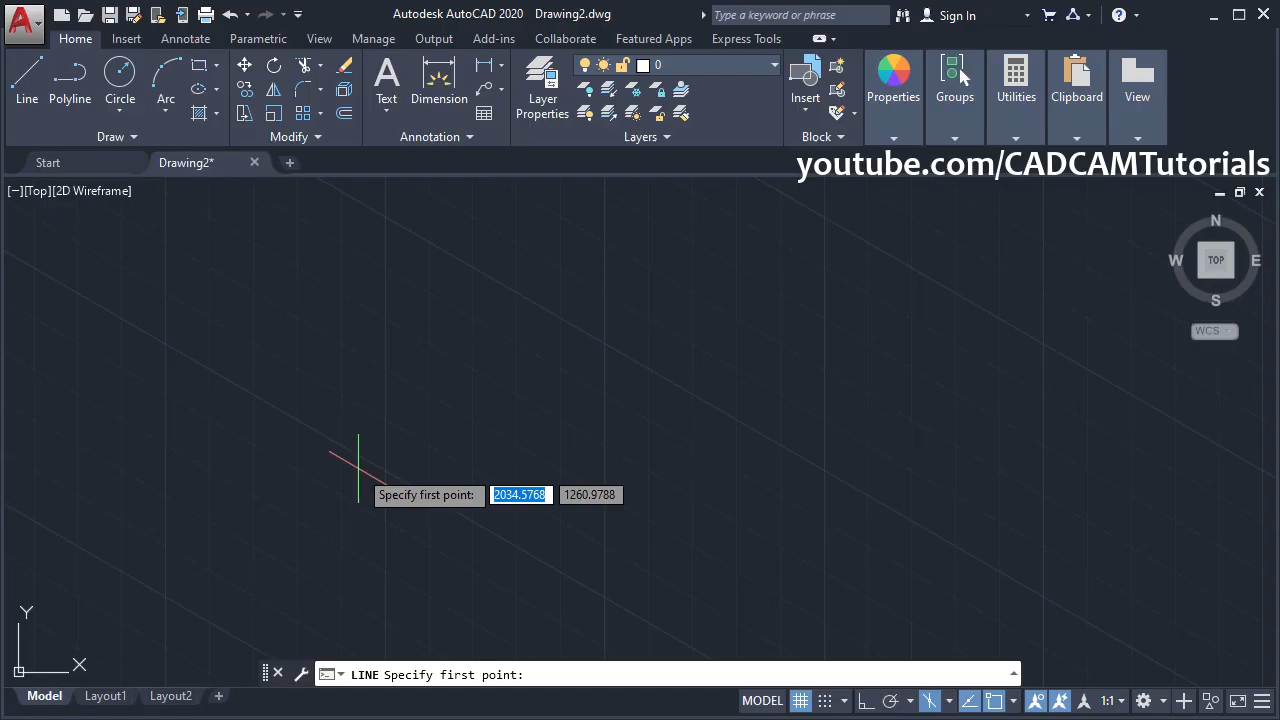 Autodesk AutoCAD 2020 Drawing2.dwg
Type a keyword or phrase
Sign In
Home Insert Annotate Parametric View Manage Output Add-ins Collaborate Featured Apps Express Tools
Line Polyline Circle Arc
Text Dimension
Layer
Properties
0
Insert
Properties Groups Utilities Clipboard View
Draw Modify Annotation Layers Block
Start Drawing2*
youtube.com/CADCAMTutorials
[−][Top][2D Wireframe]
N
W TOP E
S
WCS
Specify first point: 2034.5768 1260.9788
Y
X
LINE Specify first point:
Model Layout1 Layout2
MODEL 1:1